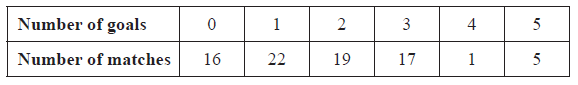 Number of goals 0 1 2 3 4 5
Number of matches 16 22 19 17 1 5